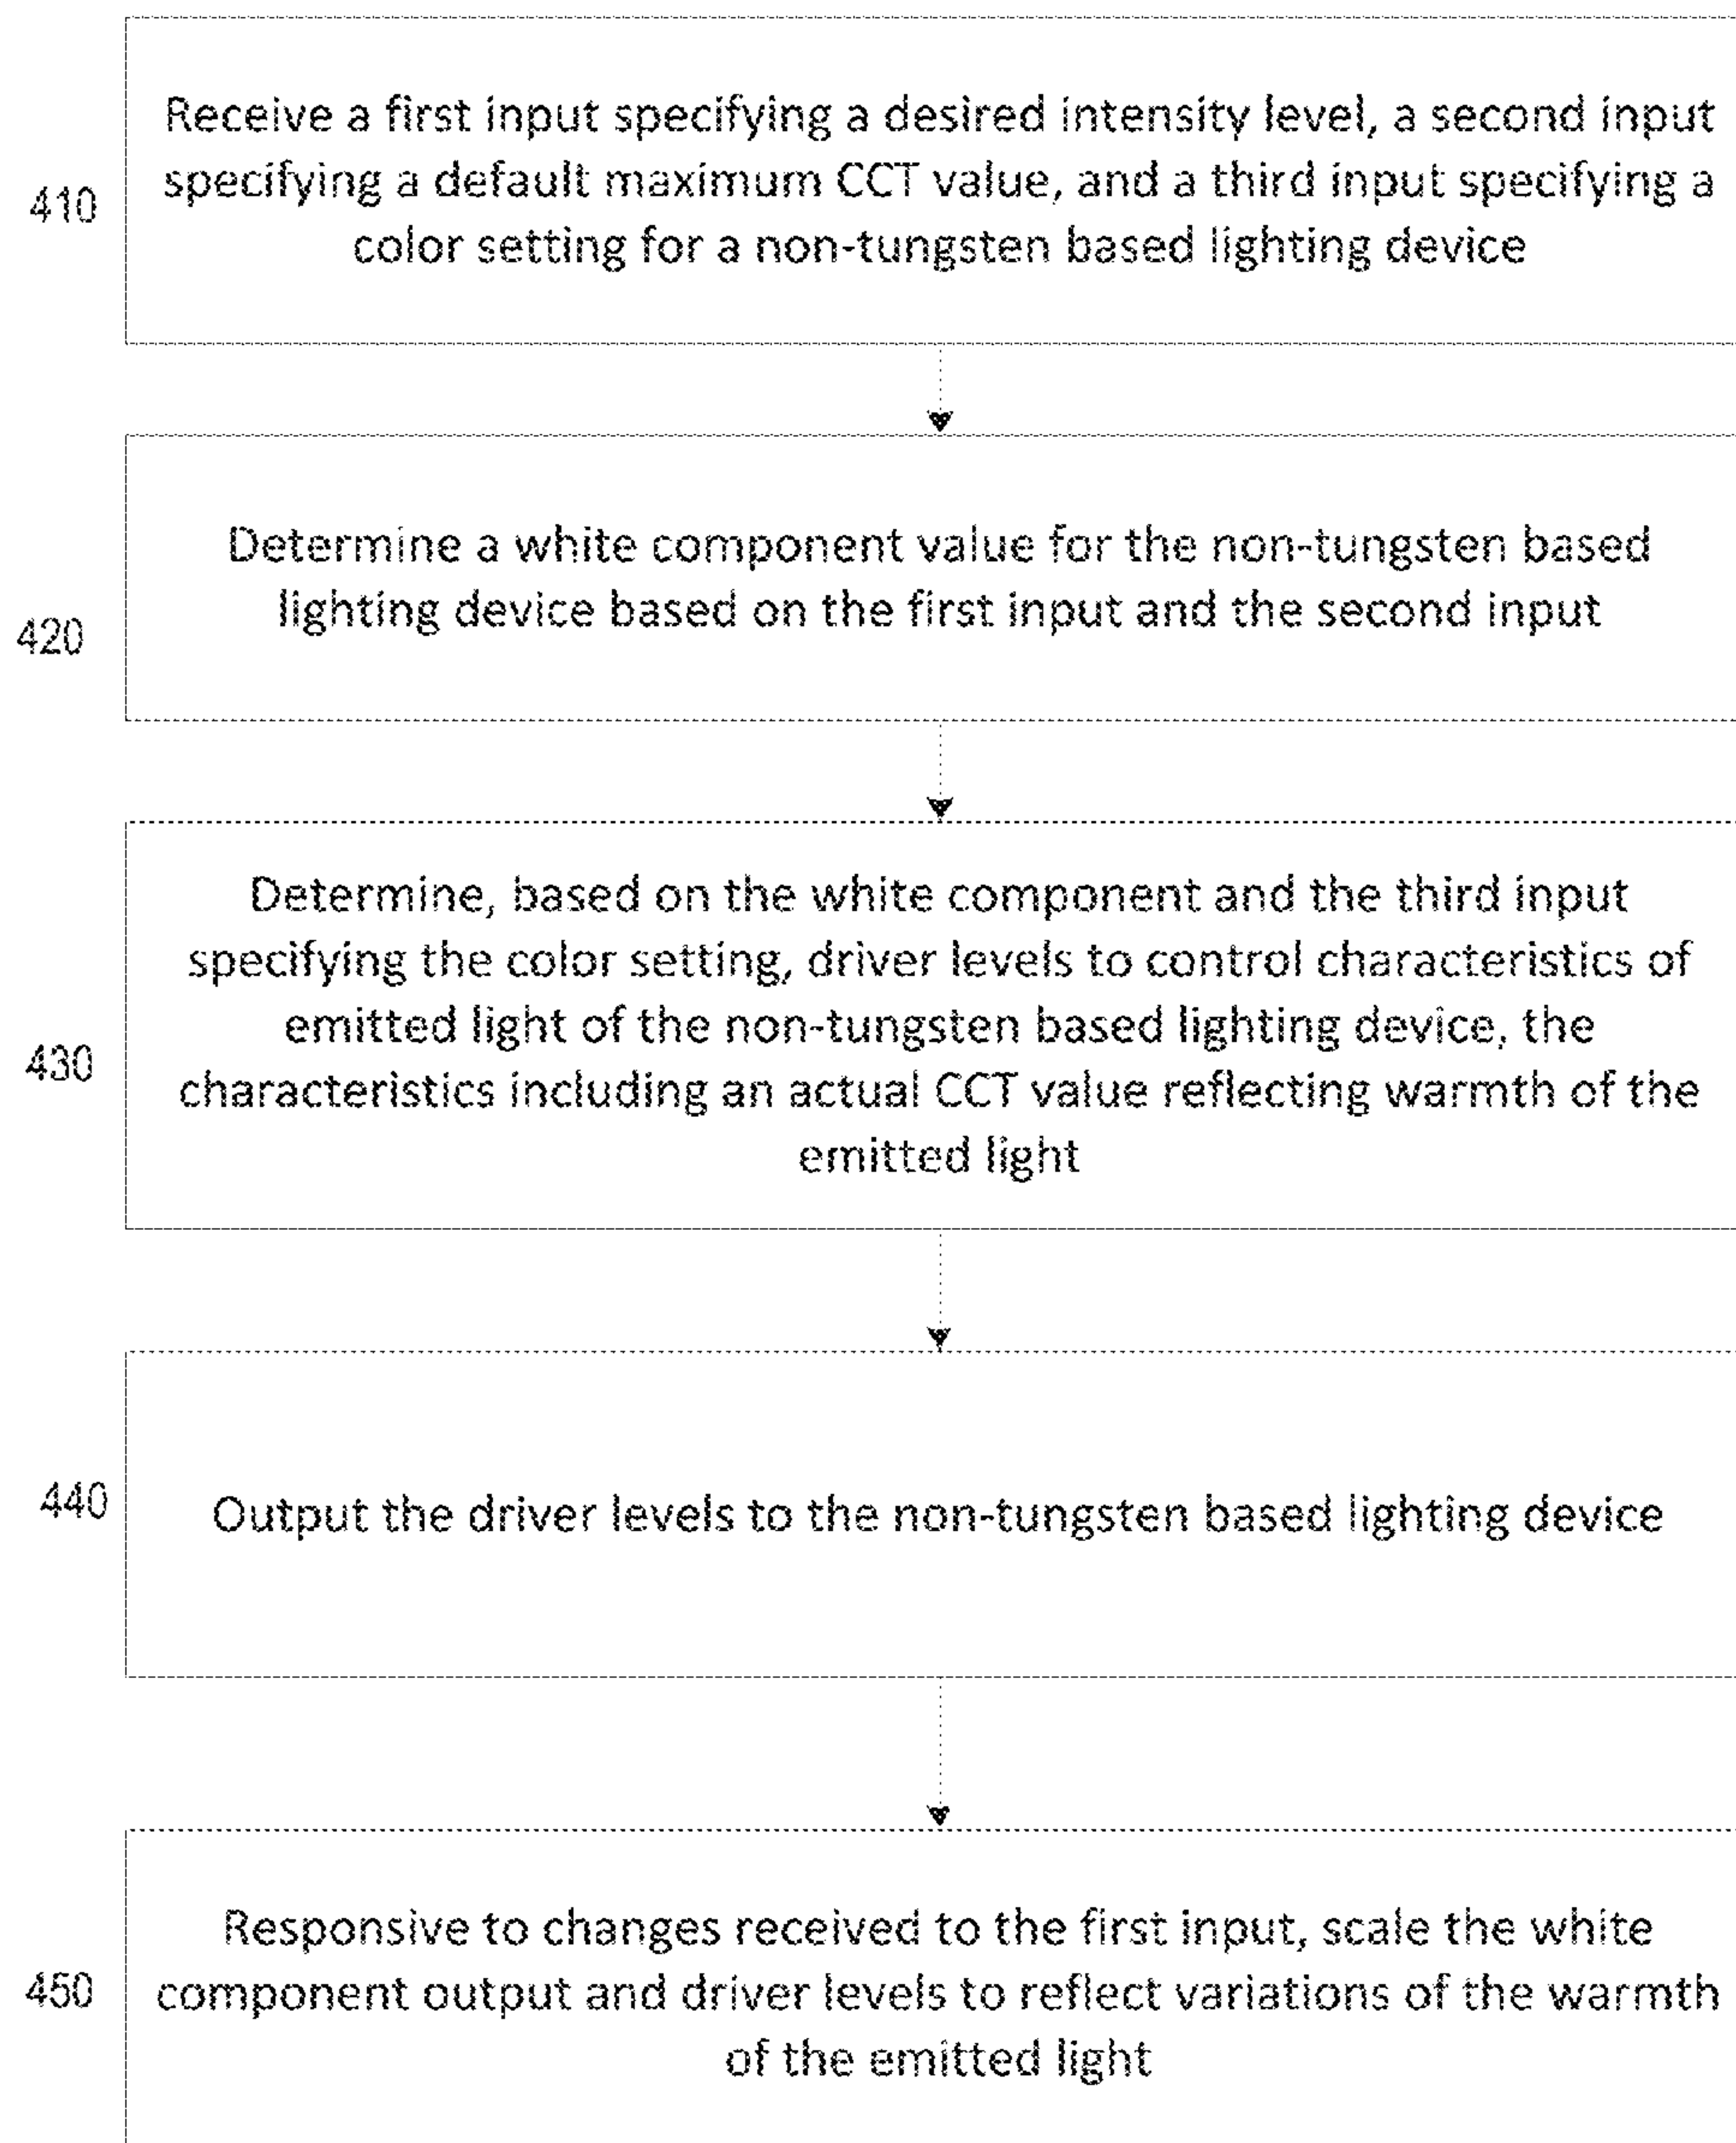 Receive a first input specifying a desired intensity level, a second input
specifying a default maximum CCT value, and a third input specifying a
410
color setting for a non-tungsten based lighting device
Determine a white component value for the non-tungsten based
lighting device based on the first input and the second input
420
Determine, based on the white component and the third input
specifying the color setting, driver levels to control characteristics of
emitted light of the non-tungsten based lighting device, the
430
characteristics including an actual CCT value reflecting warmth of the
emitted light
440
Output the driver levels to the non-tungsten based lighting device
Responsive to changes received to the first input, scale the white
450
component output and driver levels to reflect variations of the warmth
of the emitted light